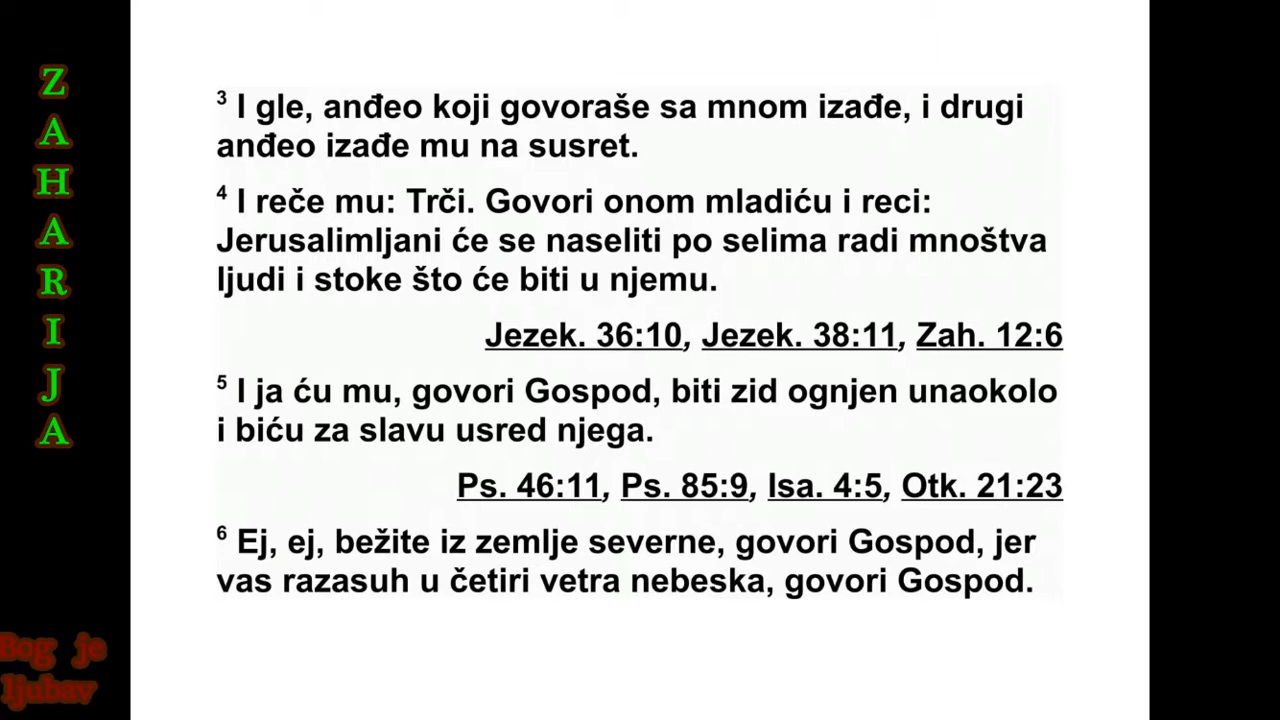 Z
A
H
A
R
I
J
A
Bog je
ljubav
3 I gle, anđeo koji govoraše sa mnom izađe, i drugi
anđeo izađe mu na susret.
4 I reče mu: Trči. Govori onom mladiću i reci:
Jerusalimljani će se naseliti po selima radi mnoštva
ljudi i stoke što će biti u njemu.
Jezek. 36:10, Jezek. 38:11, Zah. 12:6
5 I ja ću mu, govori Gospod, biti zid ognjen unaokolo
i biću za slavu usred njega.
Ps. 46:11, Ps. 85:9, Isa. 4:5, Otk. 21:23
6 Ej, ej, bežite iz zemlje severne, govori Gospod, jer
vas razasuh u četiri vetra nebeska, govori Gospod.